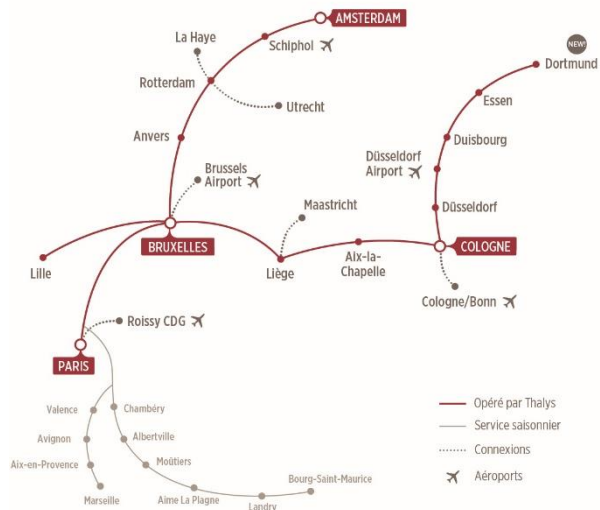 AMSTERDAM
La Haye
Schiphol
NEW!
Dortmund
Rotterdam
Essen
Utrecht
Anvers
Duisbourg
Brussels
Airport
Düsseldorf
Airport
Maastricht
Düsseldorf
BRUXELLES
COLOGNE
Lille
Liège
Aix-la-
Chapelle
Cologne/Bonn
Roissy CDG
PARIS
Valence
Chambéry
Opéré par Thalys
Service saisonnier
Avignon
Albertville
Connexions
Aix-en-Provence
Moûtiers
Aéroports
Marseille
Aime La Plagne
Landry
Bourg-Saint-Maurice